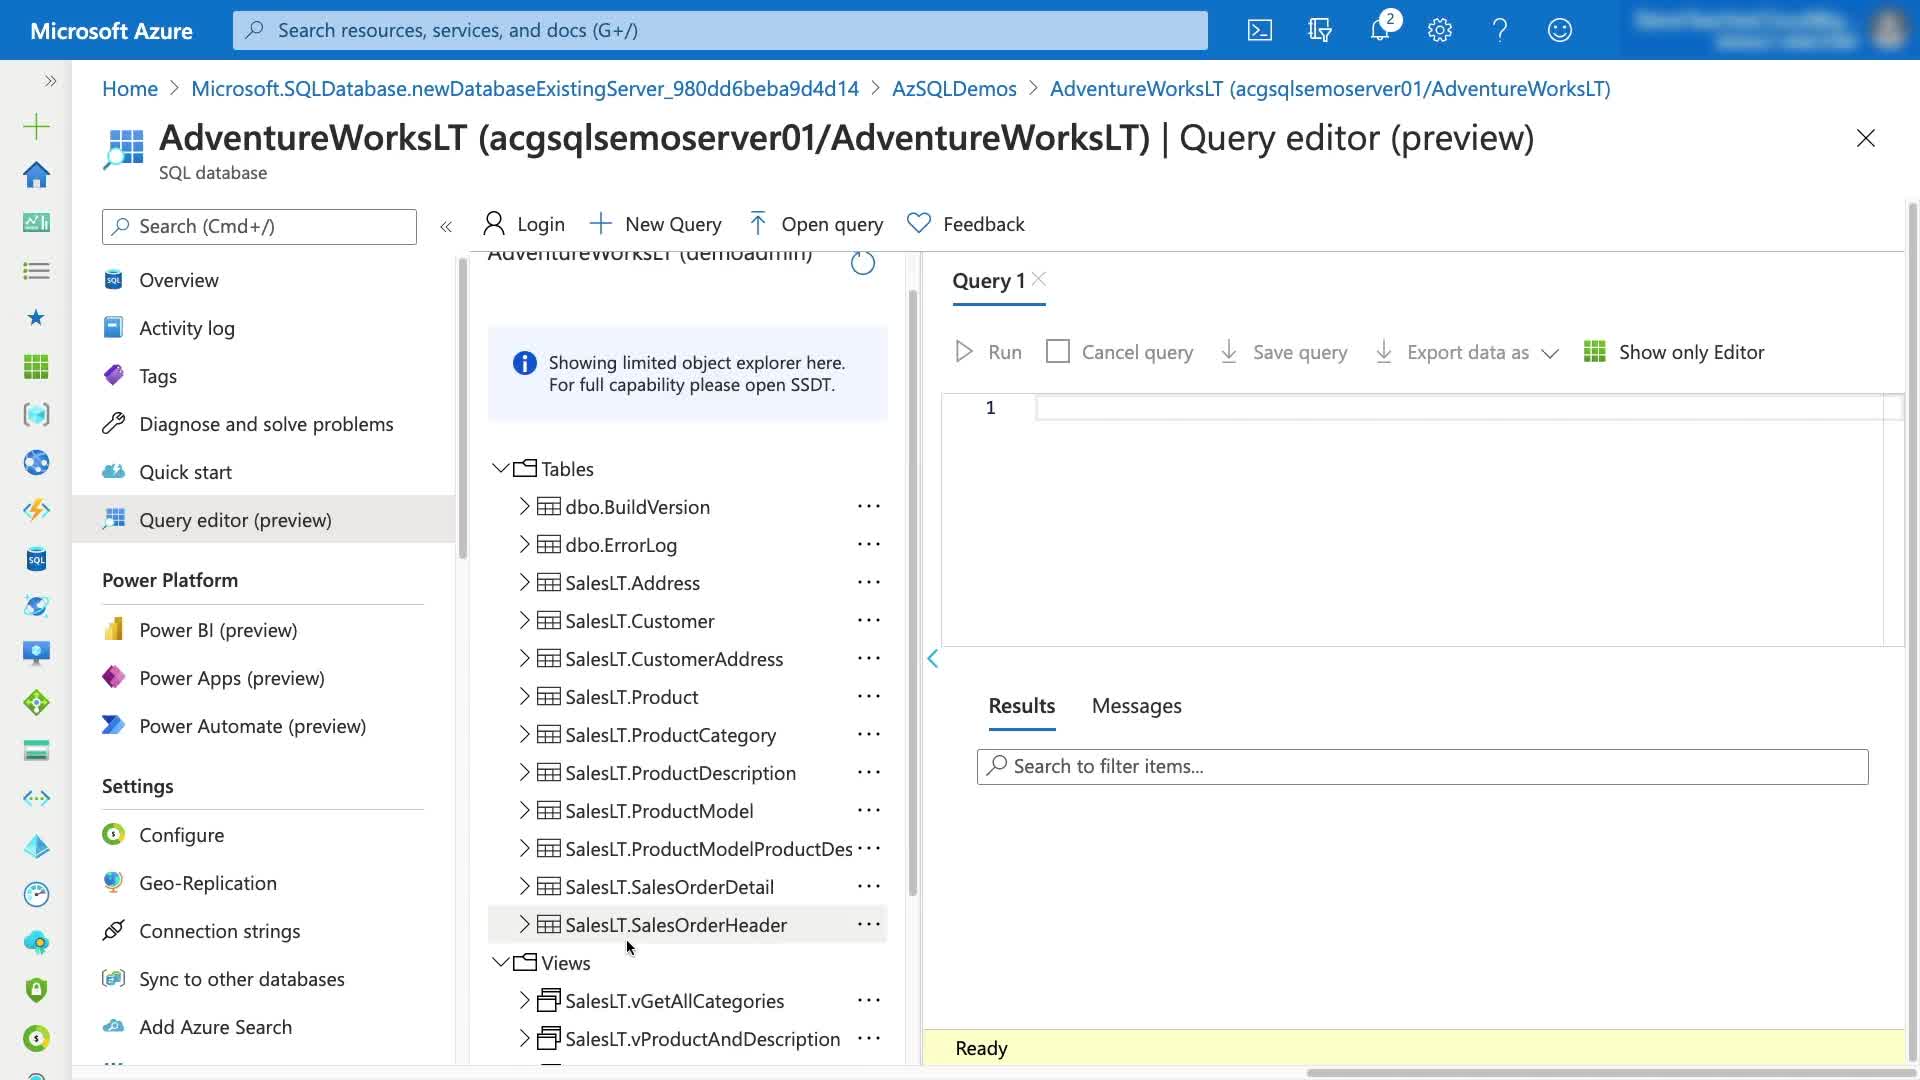 Microsoft Azure
Search resources, services, and docs (G+/)
2
Home > Microsoft.SQLDatabase.newDatabaseExistingServer_980dd6beba9d4d14 > AzSQLDemos > AdventureWorksLT (acgsqlsemoserver01/AdventureWorksLT)
AdventureWorksLT (acgsqlsemoserver01/AdventureWorksLT) | Query editor (preview)
SQL database
Search (Cmd+/)
Overview
Activity log
Tags
Diagnose and solve problems
Quick start
Query editor (preview)
Power Platform
Power BI (preview)
Power Apps (preview)
Power Automate (preview)
Settings
Configure
Geo-Replication
Connection strings
Sync to other databases
Add Azure Search
Login
New Query
Open query
Feedback
AdventureWorksLT (demoadmin)
Showing limited object explorer here.
For full capability please open SSDT.
Tables
dbo.BuildVersion
dbo.ErrorLog
SalesLT.Address
SalesLT.Customer
SalesLT.CustomerAddress
SalesLT.Product
SalesLT.ProductCategory
SalesLT.ProductDescription
SalesLT.ProductModel
SalesLT.ProductModelProductDes
SalesLT.SalesOrderDetail
SalesLT.SalesOrderHeader
Views
SalesLT.vGetAllCategories
SalesLT.vProductAndDescription
Query 1
Run
Cancel query
Save query
Export data as
Show only Editor
1
Results
Messages
Search to filter items...
Ready